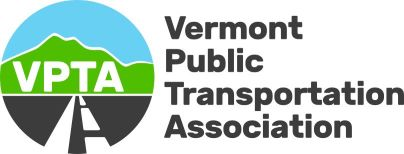 VPTA
Vermont
Public
Transportation
Association